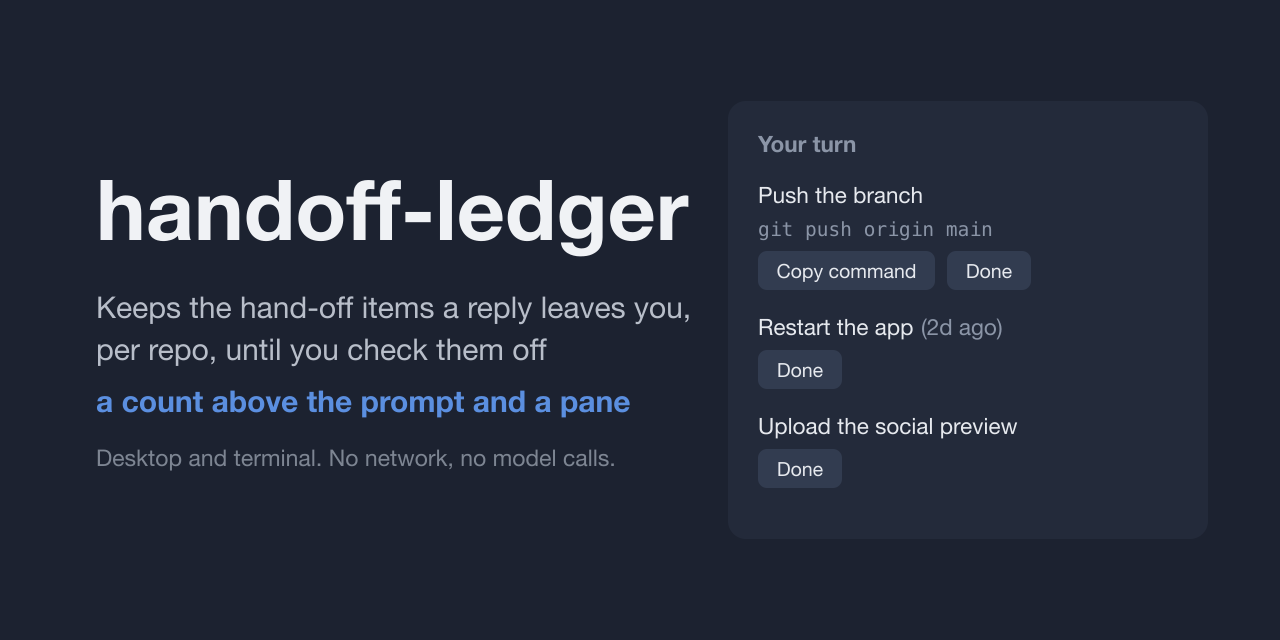 handoff-ledger
Keeps the hand-off items a reply leaves you,
per repo, until you check them off
a count above the prompt and a pane
Desktop and terminal. No network, no model calls.
Your turn
Push the branch
git push origin main
Copy command
Done
Restart the app (2d ago)
Done
Upload the social preview
Done